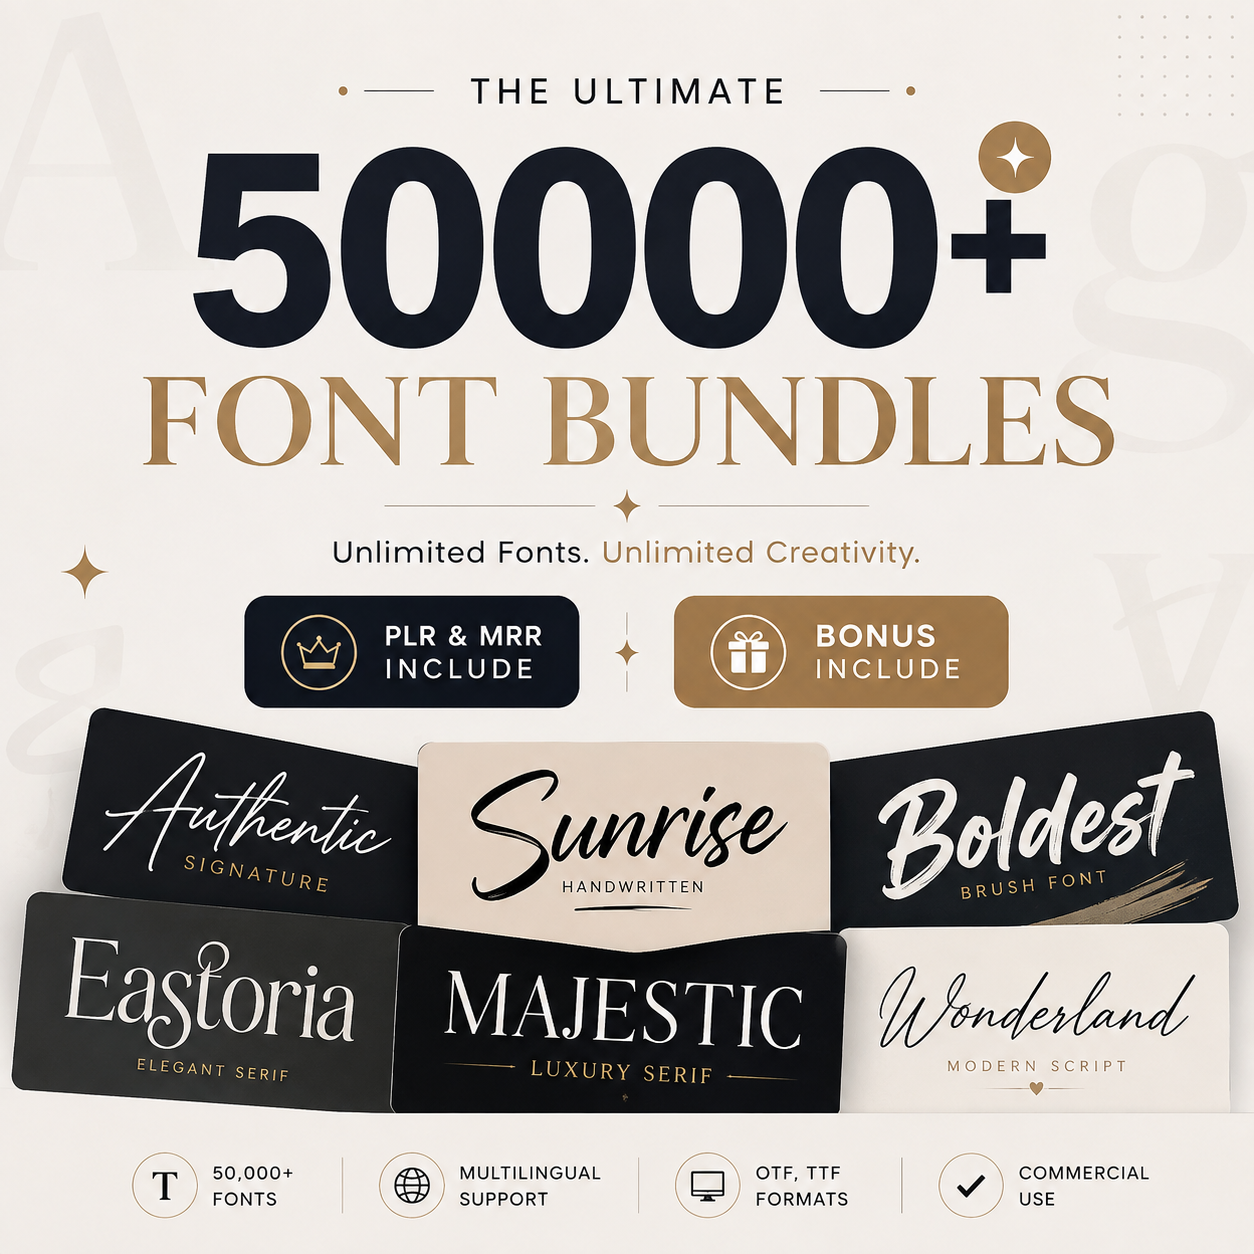 THE ULTIMATE
50000+
FONT BUNDLES
Unlimited Fonts. Unlimited Creativity.
PLR & MRR
INCLUDE
BONUS
INCLUDE
Authentic
SIGNATURE
Sunrise
HANDWRITTEN
Boldest
BRUSH FONT
Eastoria
ELEGANT SERIF
MAJESTIC
LUXURY SERIF
Wonderland
MODERN SCRIPT
T
50,000+
FONTS
MULTILINGUAL
SUPPORT
OTF, TTF
FORMATS
COMMERCIAL
USE